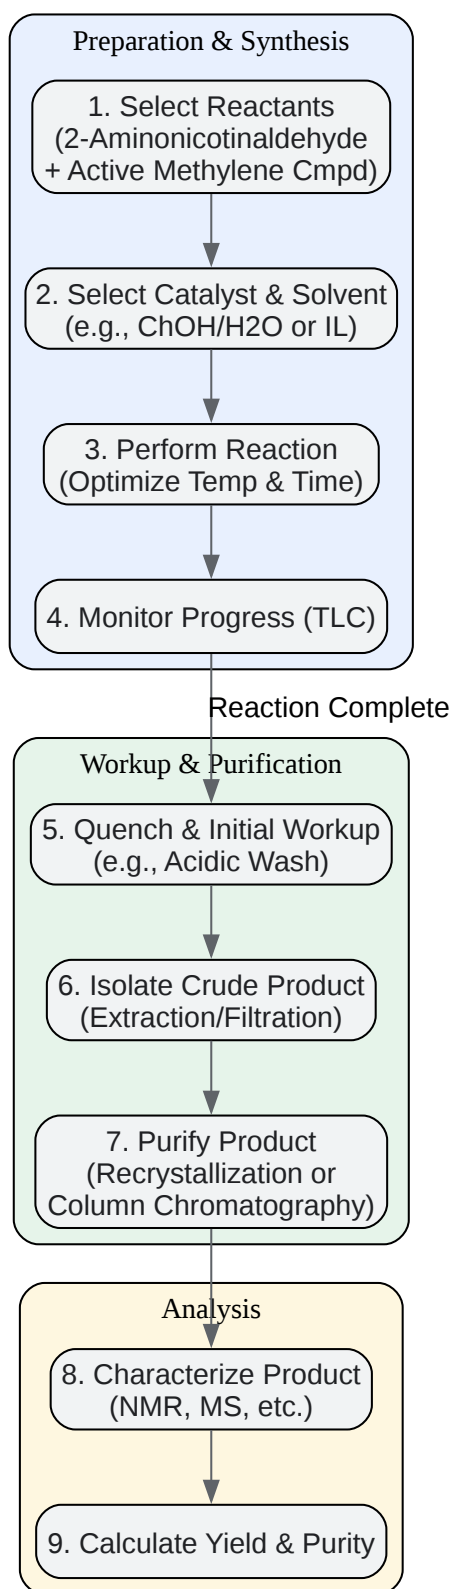 Preparation & Synthesis
1. Select Reactants
(2-Aminonicotinaldehyde
+ Active Methylene Cmpd)
2. Select Catalyst & Solvent
(e.g., ChOH/H2O or IL)
3. Perform Reaction
(Optimize Temp & Time)
4. Monitor Progress (TLC)
Reaction Complete
Workup & Purification
5. Quench & Initial Workup
(e.g., Acidic Wash)
6. Isolate Crude Product
(Extraction/Filtration)
7. Purify Product
(Recrystallization or
Column Chromatography)
Analysis
8. Characterize Product
(NMR, MS, etc.)
9. Calculate Yield & Purity